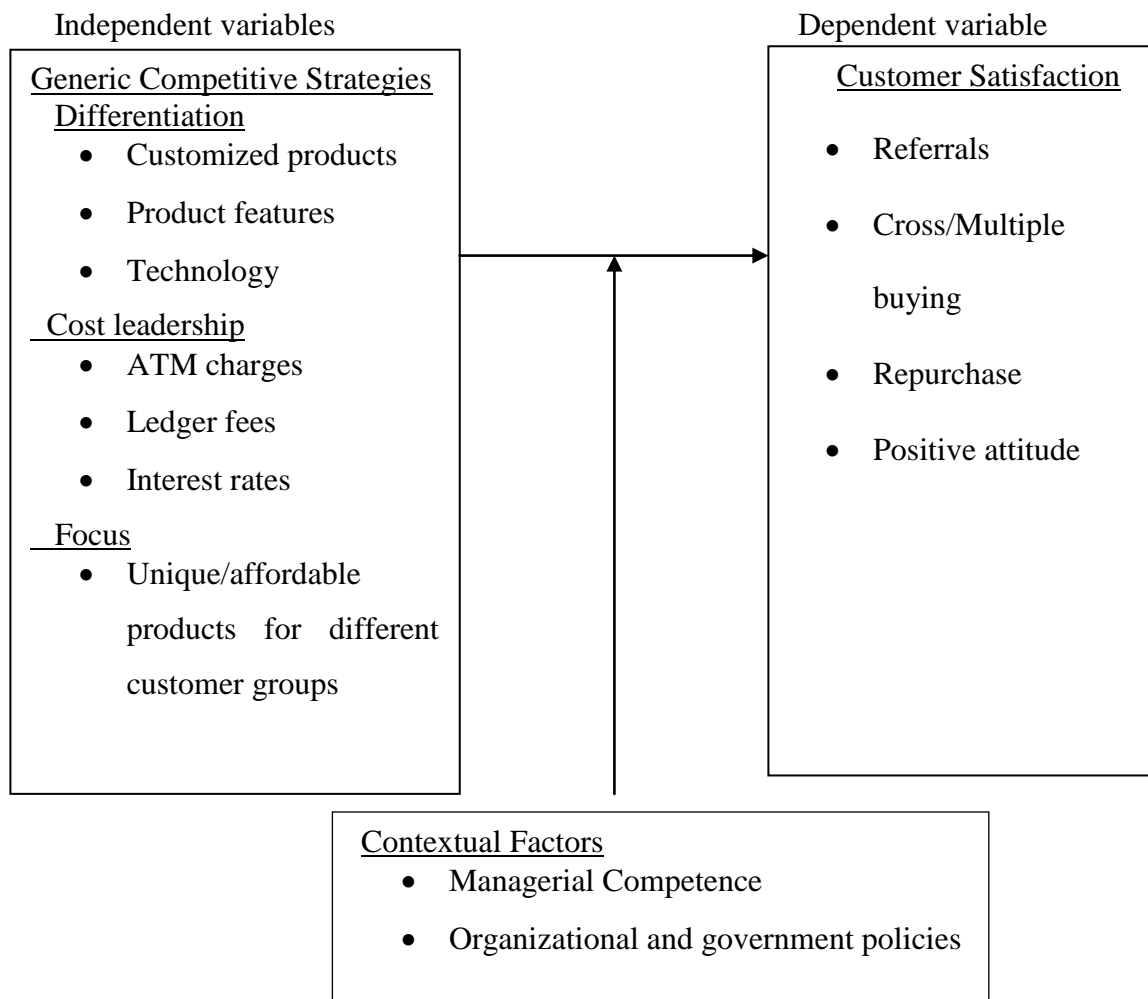 Independent variables
Generic Competitive Strategies
Differentiation
• Customized products
• Product features
• Technology
Cost leadership
• ATM charges
• Ledger fees
• Interest rates
Focus
• Unique/affordable
products for different
customer groups
Dependent variable
Customer Satisfaction
• Referrals
• Cross/Multiple
buying
• Repurchase
• Positive attitude
Contextual Factors
• Managerial Competence
• Organizational and government policies